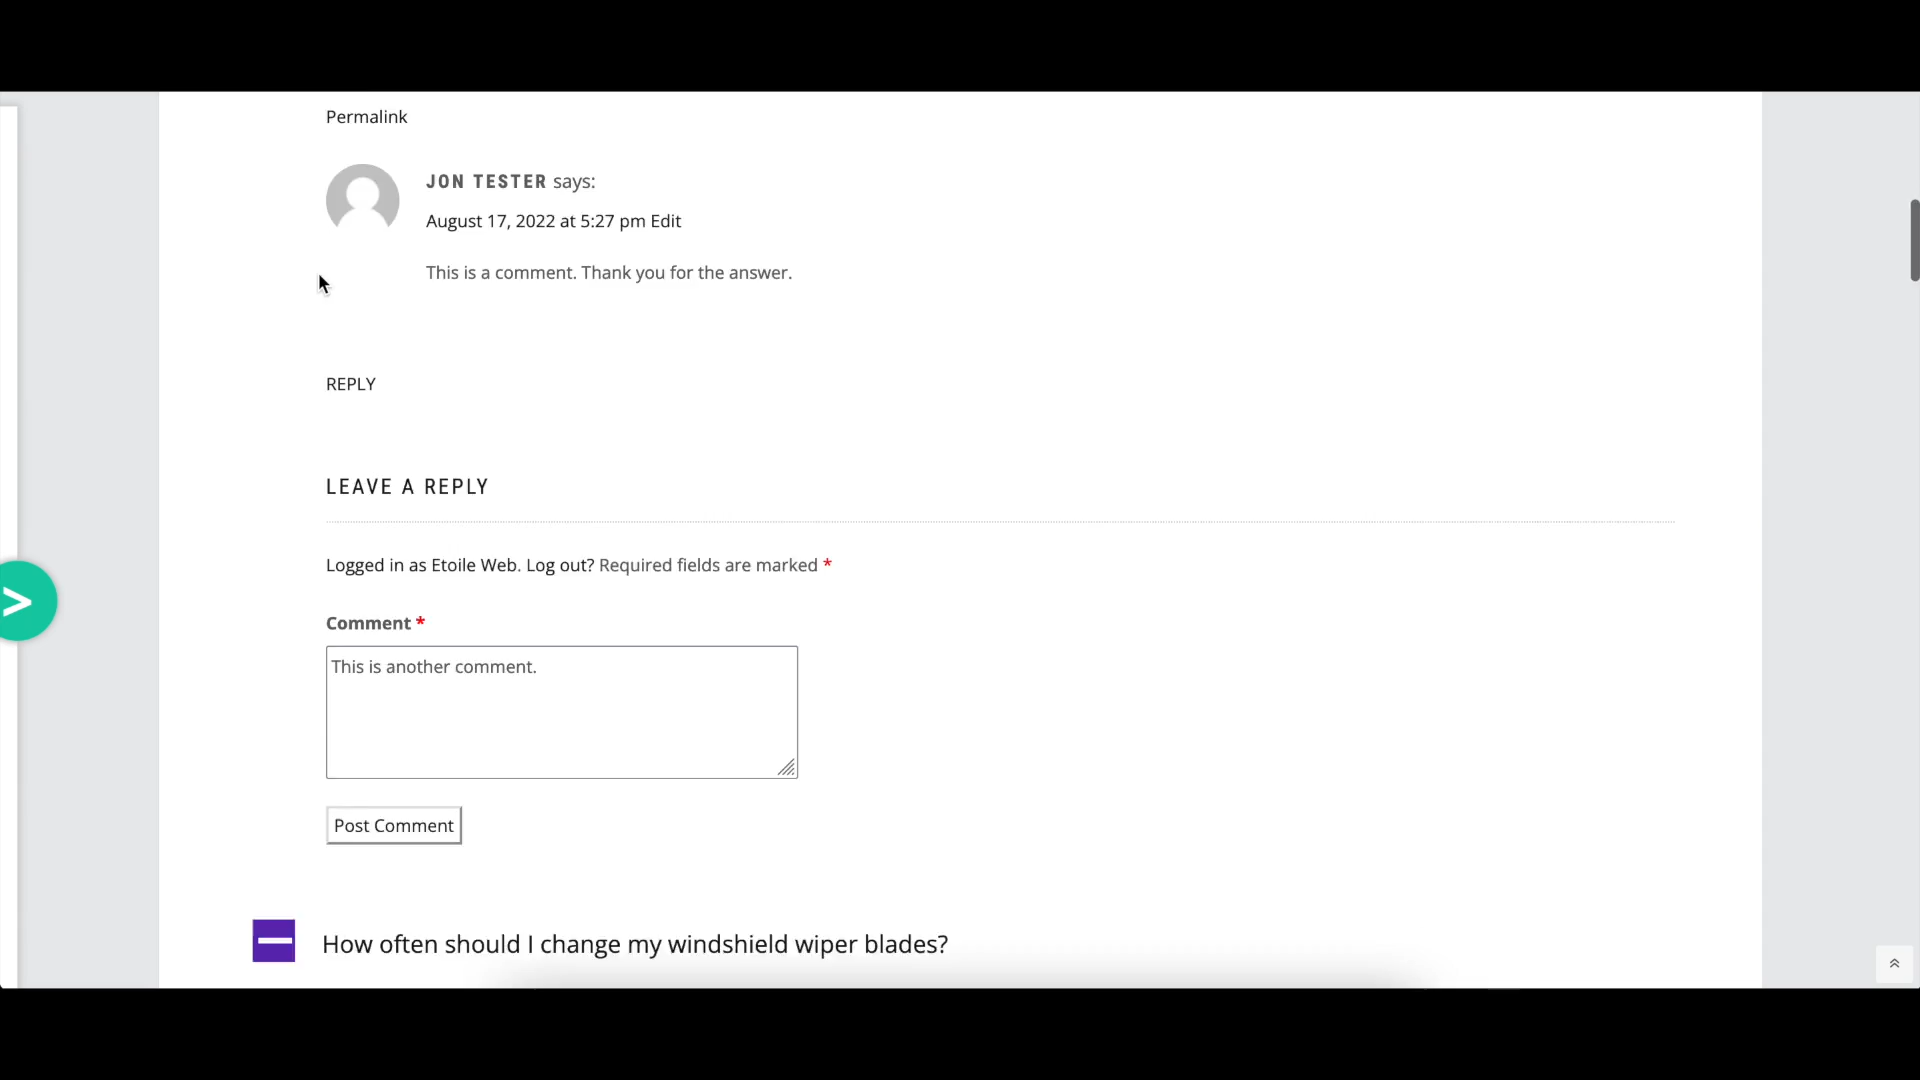 Permalink
JON TESTER says:
August 17, 2022 at 5:27 pm Edit
This is a comment. Thank you for the answer.
REPLY
LEAVE A REPLY
Logged in as Etoile Web. Log out? Required fields are marked *
Comment *
This is another comment.
Post Comment
How often should I change my windshield wiper blades?